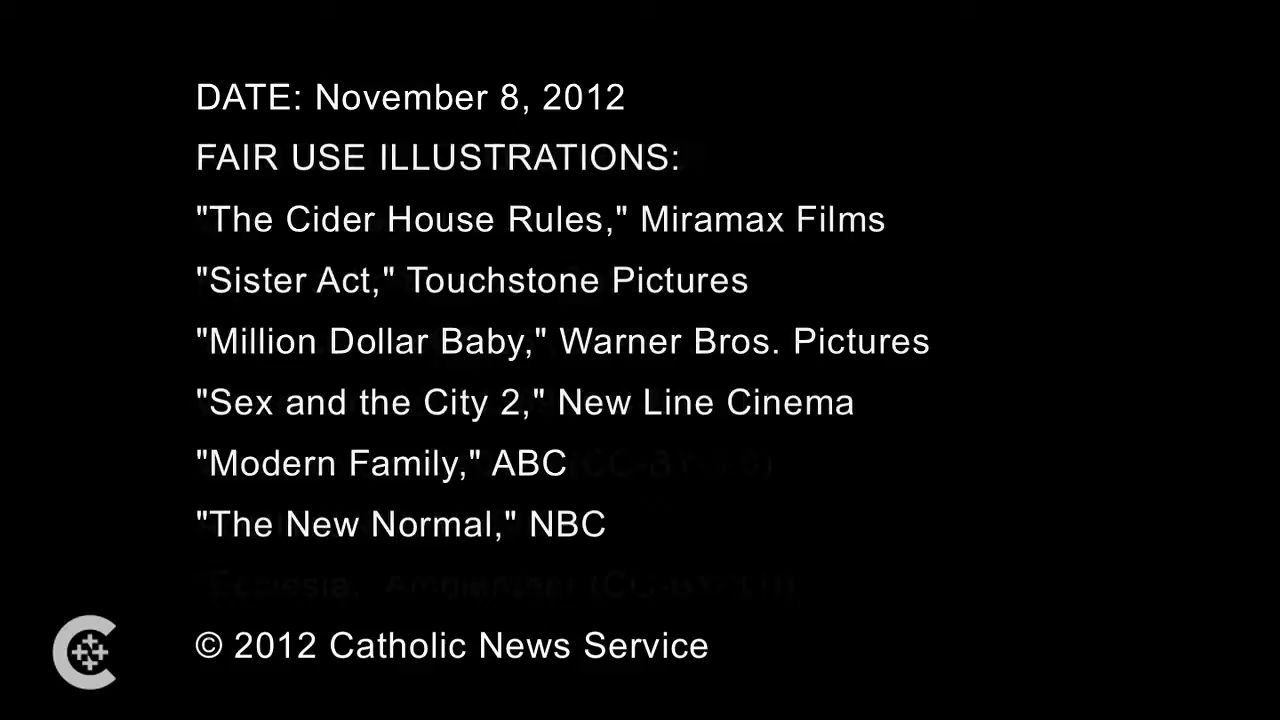 DATE: November 8, 2012
FAIR USE ILLUSTRATIONS:
"The Cider House Rules," Miramax Films
"Sister Act," Touchstone Pictures
"Million Dollar Baby," Warner Bros. Pictures
"Sex and the City 2," New Line Cinema
"Modern Family," ABC
"The New Normal," NBC
© 2012 Catholic News Service